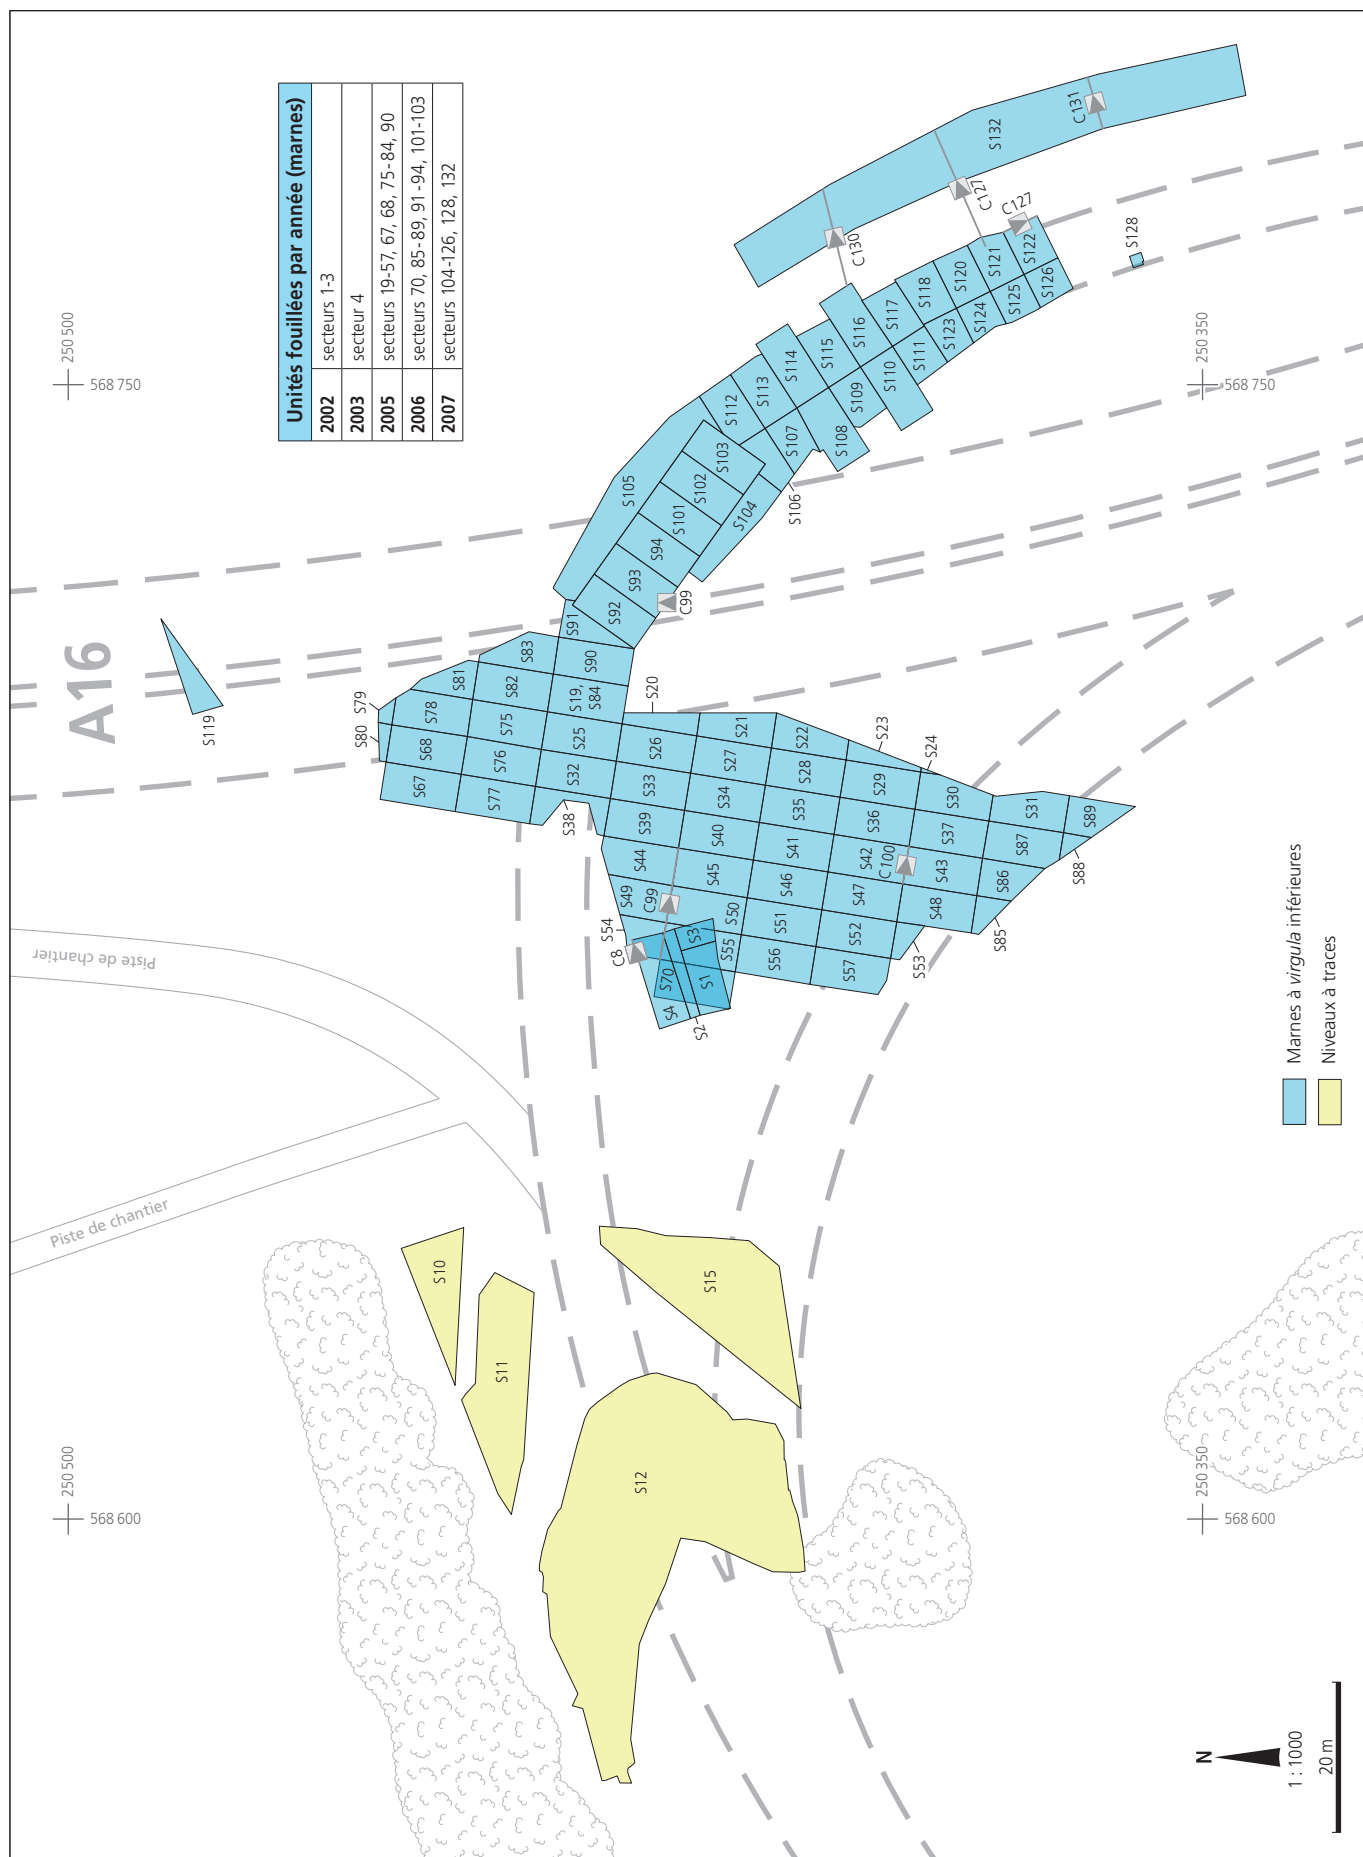 A16
Unités fouillées par année (marnes)
2002 secteurs 1-3
2003 secteur 4
2005 secteurs 19-57, 67, 68, 75-84, 90
2006 secteurs 70, 85-89, 91-94, 101-103
2007 secteurs 104-126, 128, 132
250 500
568 600
250 500
568 750
250 350
568 600
250 350
568 750
Piste de chantier
Piste de chantier
S10
S11
S12
S15
S119
S79
S80
S67
S68
S78
S81
S77
S76
S75
S82
S83
S38
S32
S25
S19,
S84
S90
S91
S20
S54
S49
S44
S39
S33
S26
C8
C99
S4
S70
S2
S1
S3
S55
S50
S45
S40
S34
S27
S21
S56
S51
S46
S41
S35
S28
S22
S57
S52
S47
S42
S36
S29
S23
S24
C100
S53
S48
S43
S37
S30
S85
S86
S87
S31
S88
S89
S92
S93
S94
S101
S102
S103
C99
S104
S105
S106
S107
S108
S109
S110
S111
S112
S113
S114
S115
S116
S117
S118
S120
S121
S122
S123
S124
S125
S126
S128
C130
C127
C127
S132
C131
Marnes à virgula inférieures
Niveaux à traces
N
1 : 1000
20 m